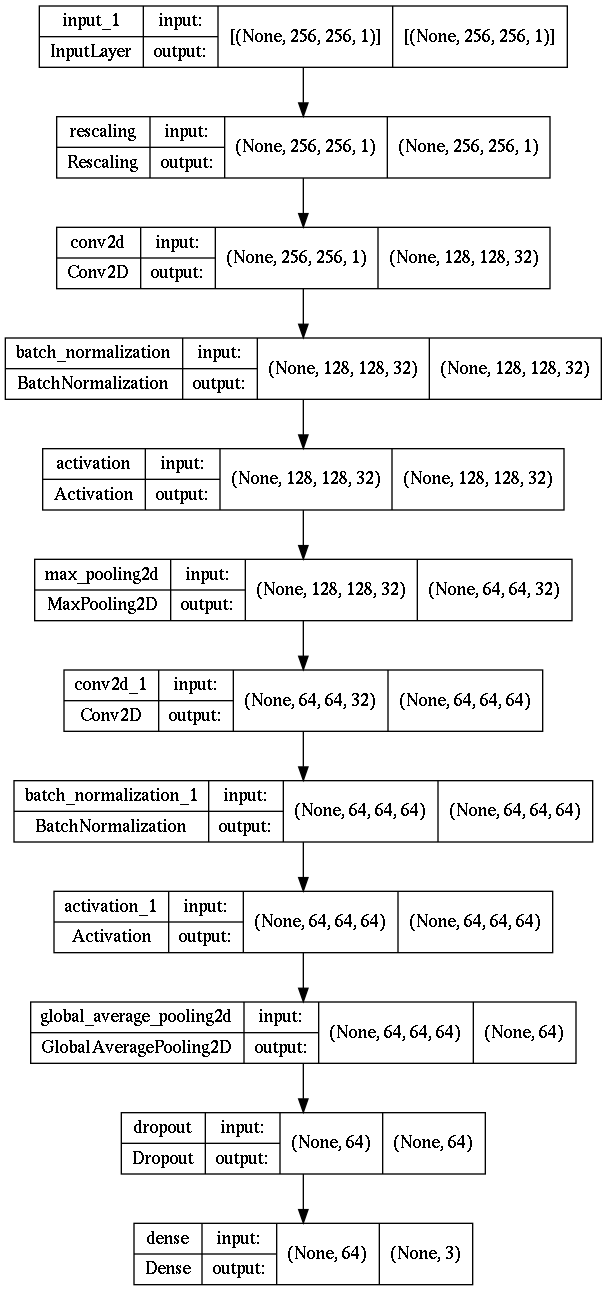 input_1 input: [(None, 256, 256, 1)] [(None, 256, 256, 1)]
InputLayer output:
rescaling input: (None, 256, 256, 1) (None, 256, 256, 1)
Rescaling output:
conv2d input: (None, 256, 256, 1) (None, 128, 128, 32)
Conv2D output:
batch_normalization input: (None, 128, 128, 32) (None, 128, 128, 32)
BatchNormalization output:
activation input: (None, 128, 128, 32) (None, 128, 128, 32)
Activation output:
max_pooling2d input: (None, 128, 128, 32) (None, 64, 64, 32)
MaxPooling2D output:
conv2d_1 input: (None, 64, 64, 32) (None, 64, 64, 64)
Conv2D output:
batch_normalization_1 input: (None, 64, 64, 64) (None, 64, 64, 64)
BatchNormalization output:
activation_1 input: (None, 64, 64, 64) (None, 64, 64, 64)
Activation output:
global_average_pooling2d input: (None, 64, 64, 64) (None, 64)
GlobalAveragePooling2D output:
dropout input: (None, 64) (None, 64)
Dropout output:
dense input: (None, 64) (None, 3)
Dense output: